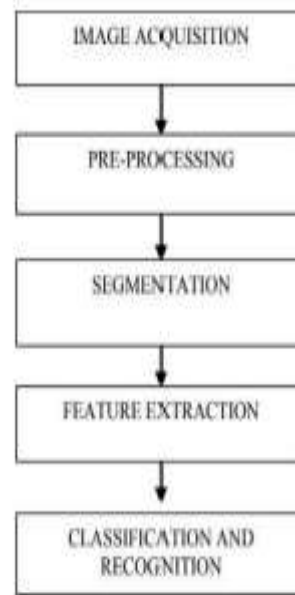 IMAGE ACQUISITION
PRE-PROCESSING
SEGMENTATION
FEATURE EXTRACTION
CLASSIFICATION AND
RECOGNITION